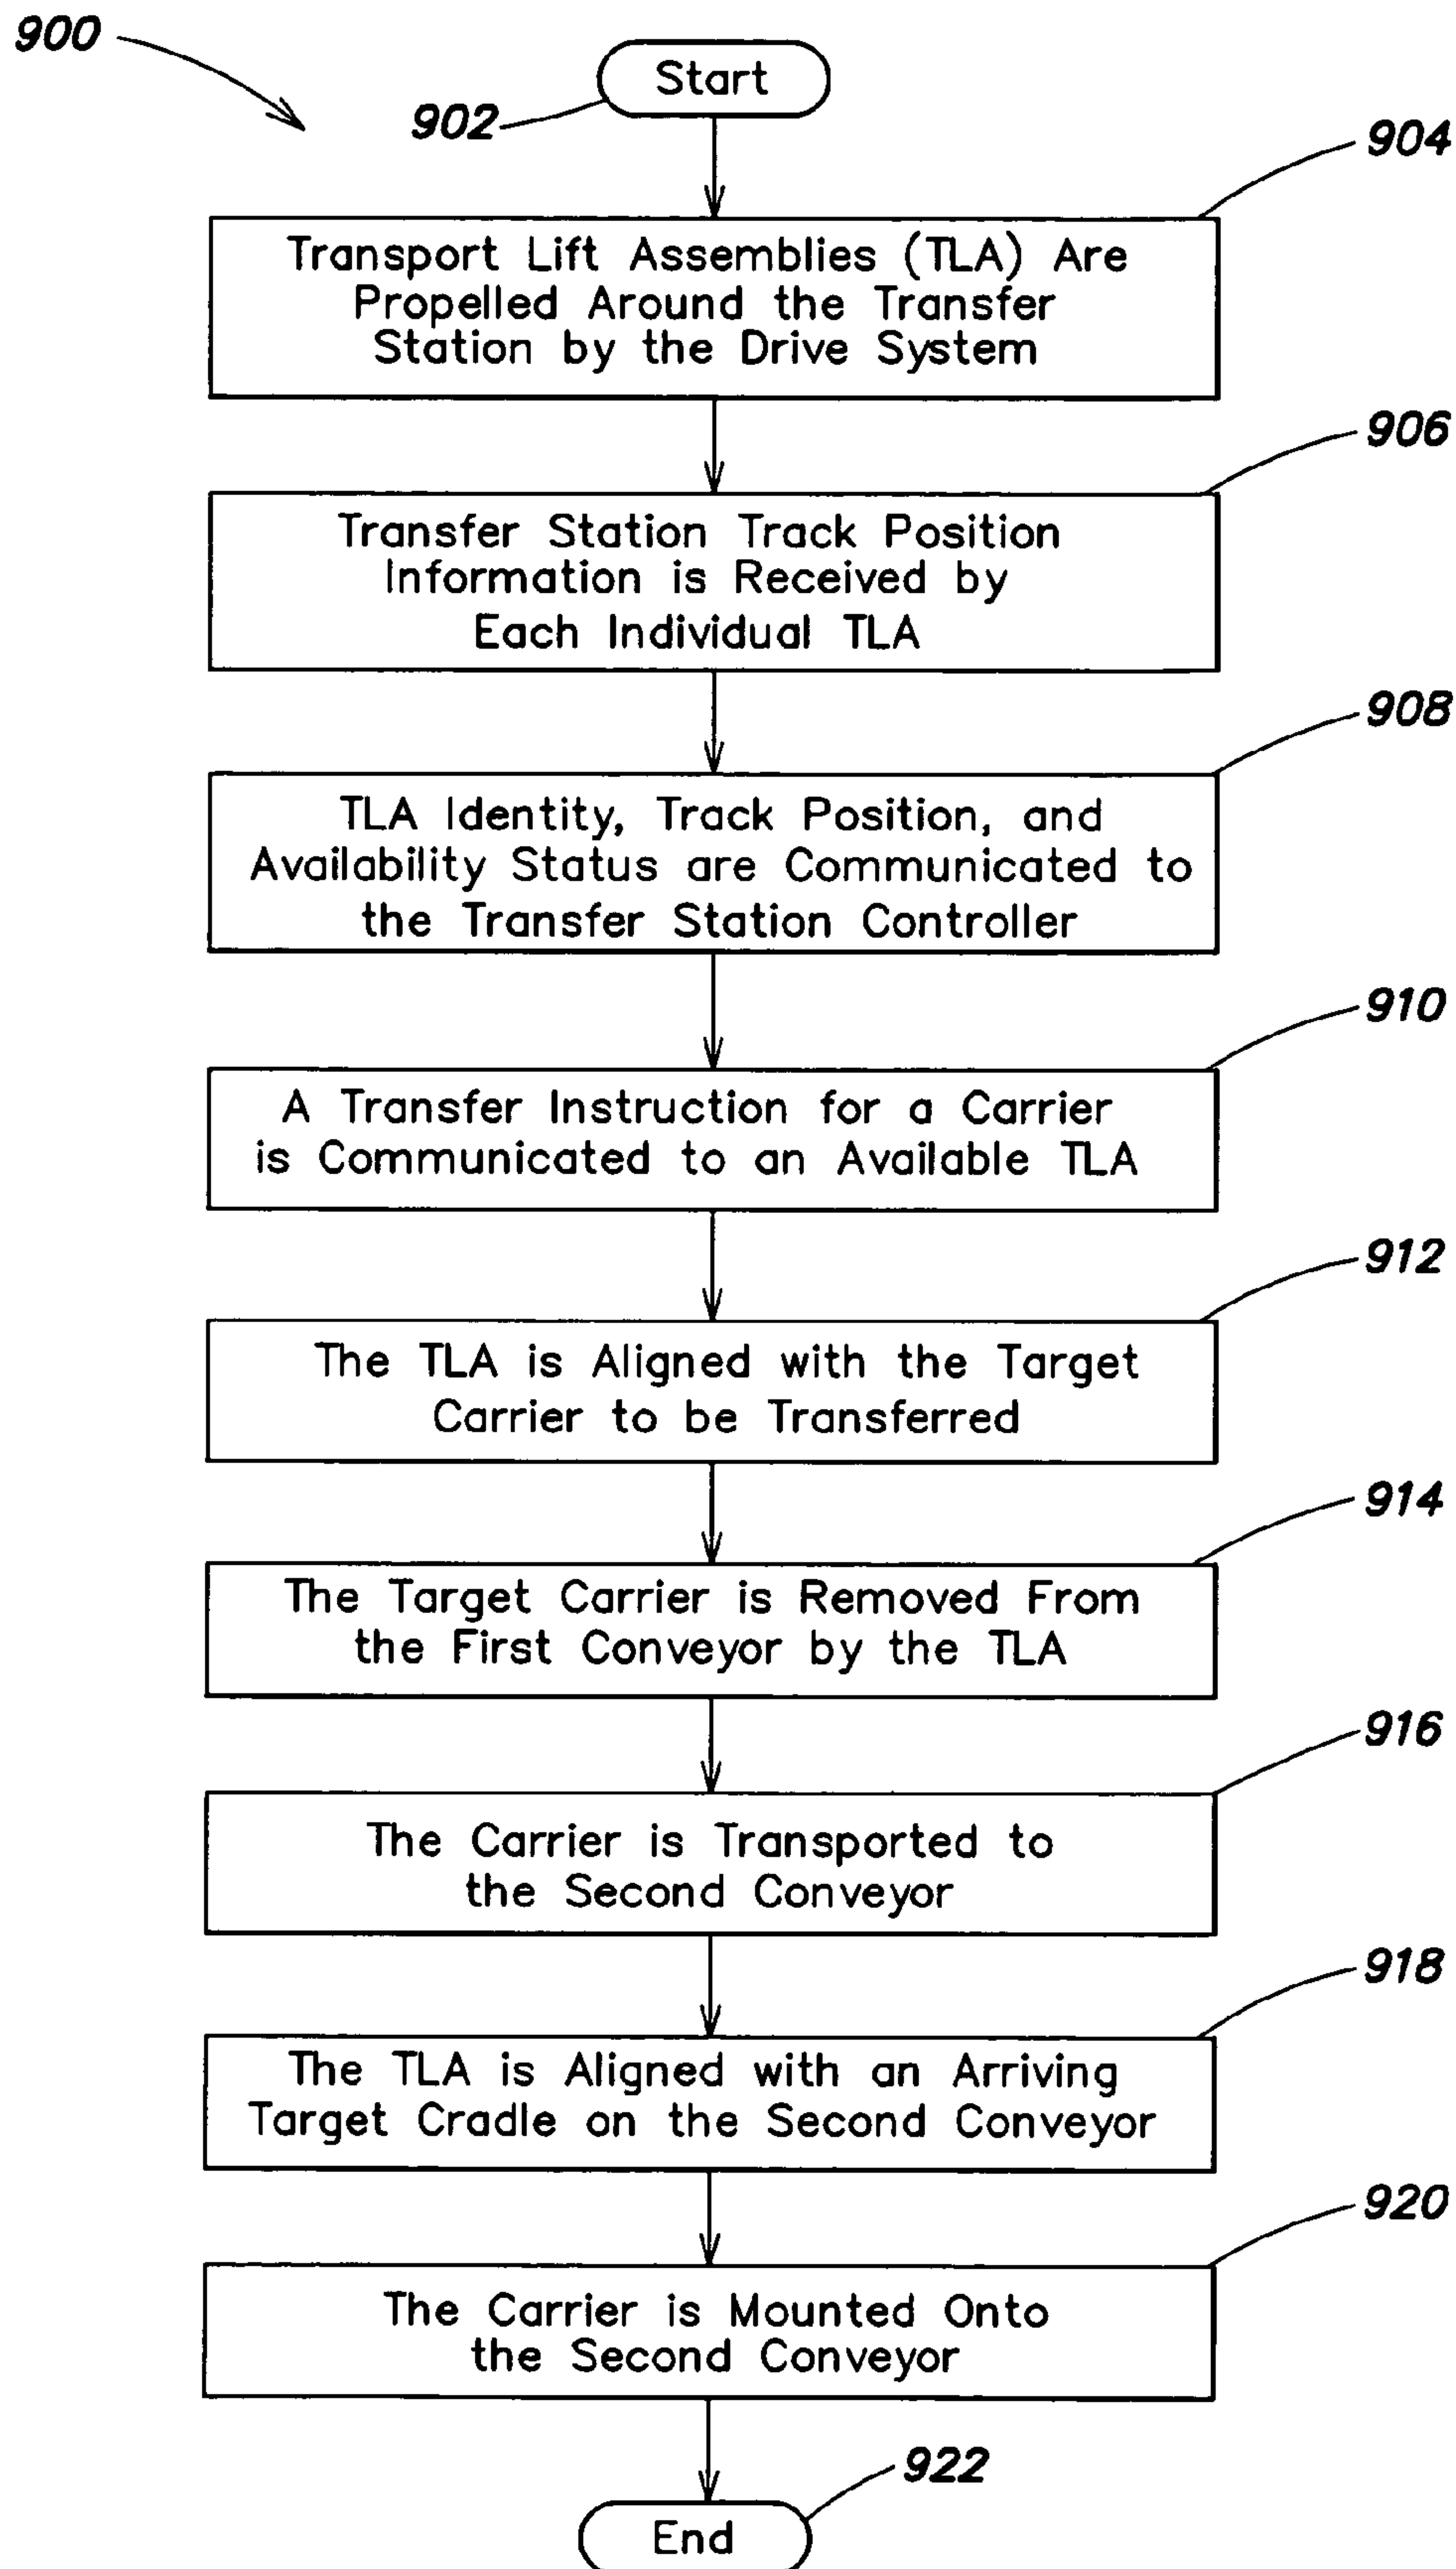 900
Start
902
904
Transport Lift Assemblies (TLA) Are
Propelled Around the Transfer
Station by the Drive System
906
Transfer Station Track Position
Information is Received by
Each Individual TLA
908
TLA Identity, Track Position, and
Availability Status are Communicated to
the Transfer Station Controller
910
A Transfer Instruction for a Carrier
is Communicated to an Available TLA
912
The TLA is Aligned with the Target
Carrier to be Transferred
914
The Target Carrier is Removed From
the First Conveyor by the TLA
916
The Carrier is Transported to
the Second Conveyor
918
The TLA is Aligned with an Arriving
Target Cradle on the Second Conveyor
920
The Carrier is Mounted Onto
the Second Conveyor
922
End